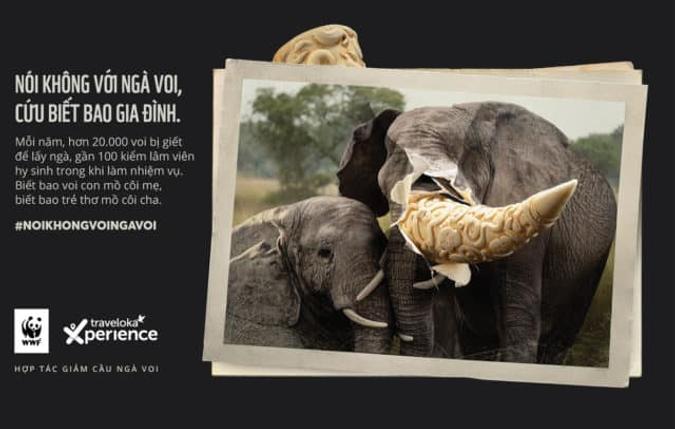 NÓI KHÔNG VỚI NGÀ VOI,
CỨU BIẾT BAO GIA ĐÌNH.
Mỗi năm, hơn 20.000 voi bị giết
để lấy ngà, gần 100 kiểm lâm viên
hy sinh trong khi làm nhiệm vụ.
Biết bao voi con mồ côi mẹ,
biết bao trẻ thơ mồ côi cha.
#NOIKHONGVOINGAVOI
WWF
traveloka
Xperience
HỢP TÁC GIẢM CẦU NGÀ VOI